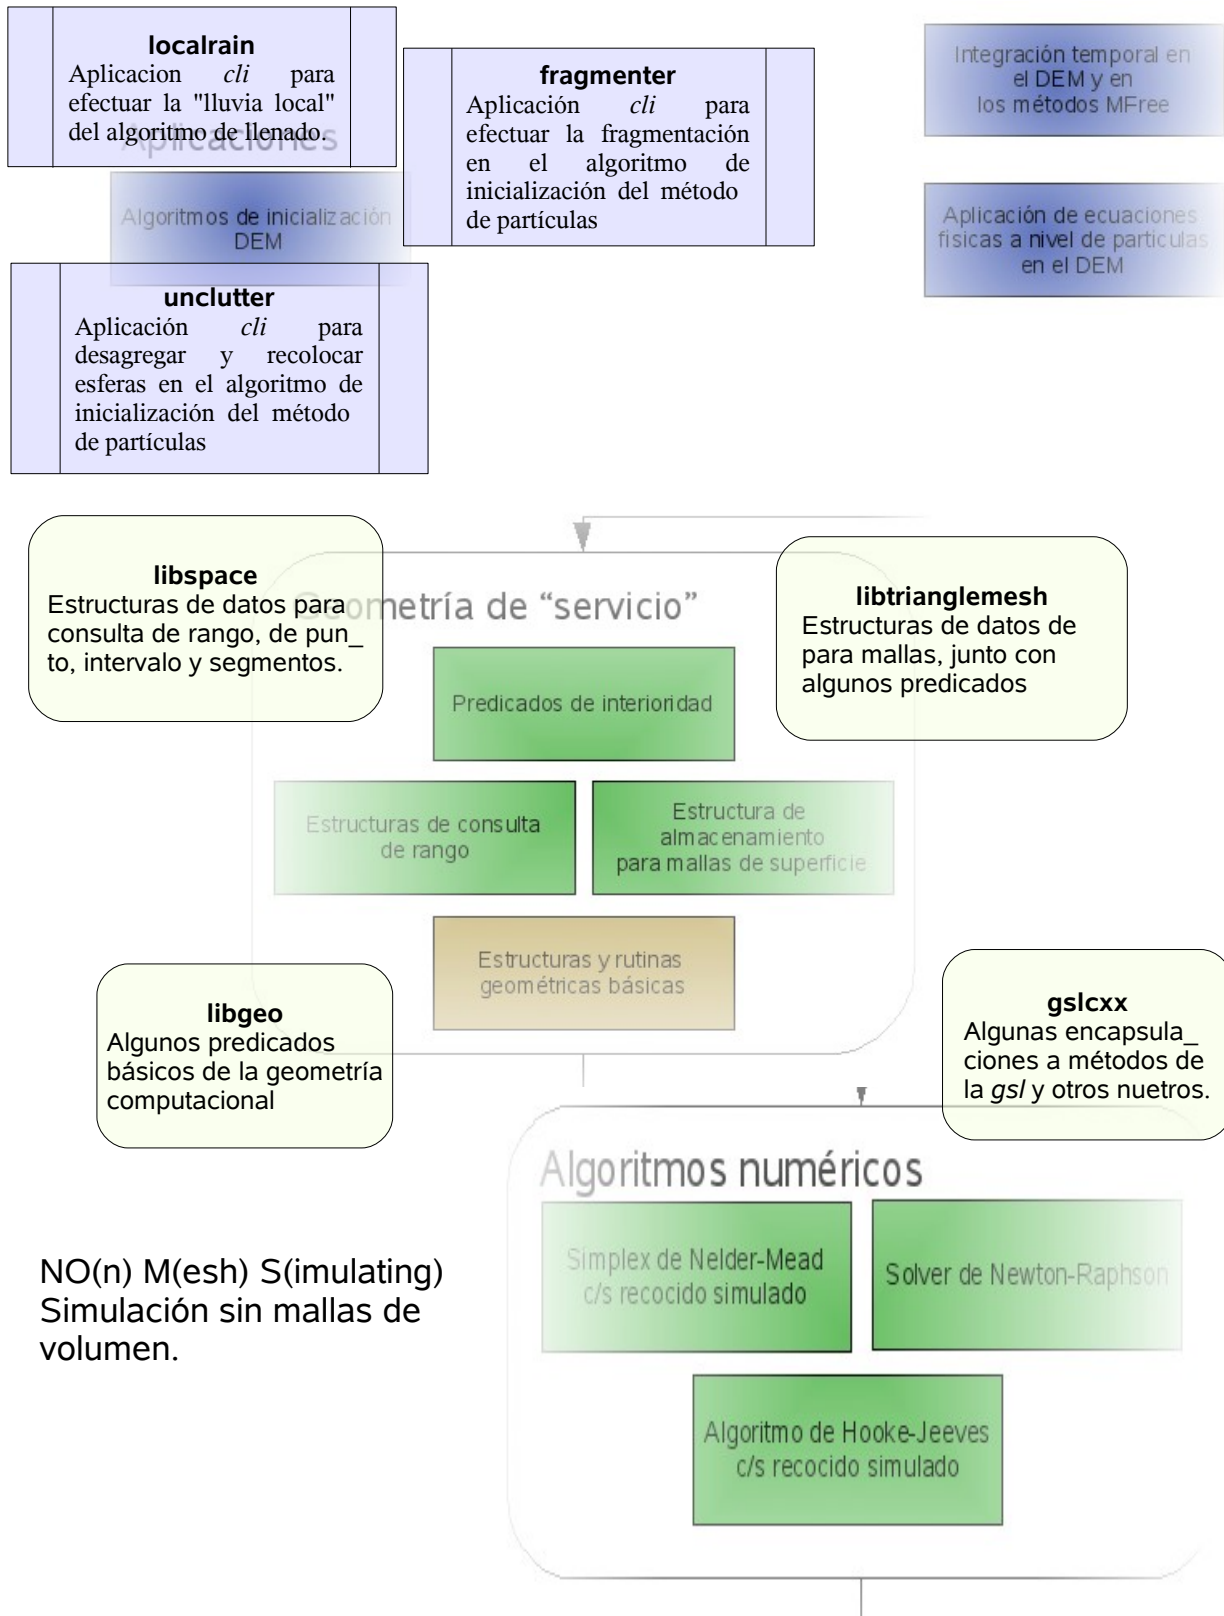 localrain
Aplicacion cli para
efectuar la "lluvia local"
del algoritmo de llenado.
Aplicaciones
fragmenter
Aplicación cli para
efectuar la fragmentación
en el algoritmo de
inicialización del método
de partículas
Integración temporal en
el DEM y en
los métodos MFree
Algoritmos de inicialización
DEM
Aplicación de ecuaciones
fisicas a nivel de particulas
en el DEM
unclutter
Aplicación cli para
desagregar y recolocar
esferas en el algoritmo de
inicialización del método
de partículas
libspace
Estructuras de datos para
consulta de rango, de pun_
to, intervalo y segmentos.
Geometría de “servicio”
libtrianglemesh
Estructuras de datos de
para mallas, junto con
algunos predicados
Predicados de interioridad
Estructuras de consulta
de rango
Estructura de
almacenamiento
para mallas de superficie
Estructuras y rutinas
geométricas básicas
libgeo
Algunos predicados
básicos de la geometría
computacional
gslcxx
Algunas encapsula_
ciones a métodos de
la gsl y otros nuetros.
Algoritmos numéricos
Simplex de Nelder-Mead
c/s recocido simulado
Solver de Newton-Raphson
Algoritmo de Hooke-Jeeves
c/s recocido simulado
NO(n) M(esh) S(imulating)
Simulación sin mallas de
volumen.